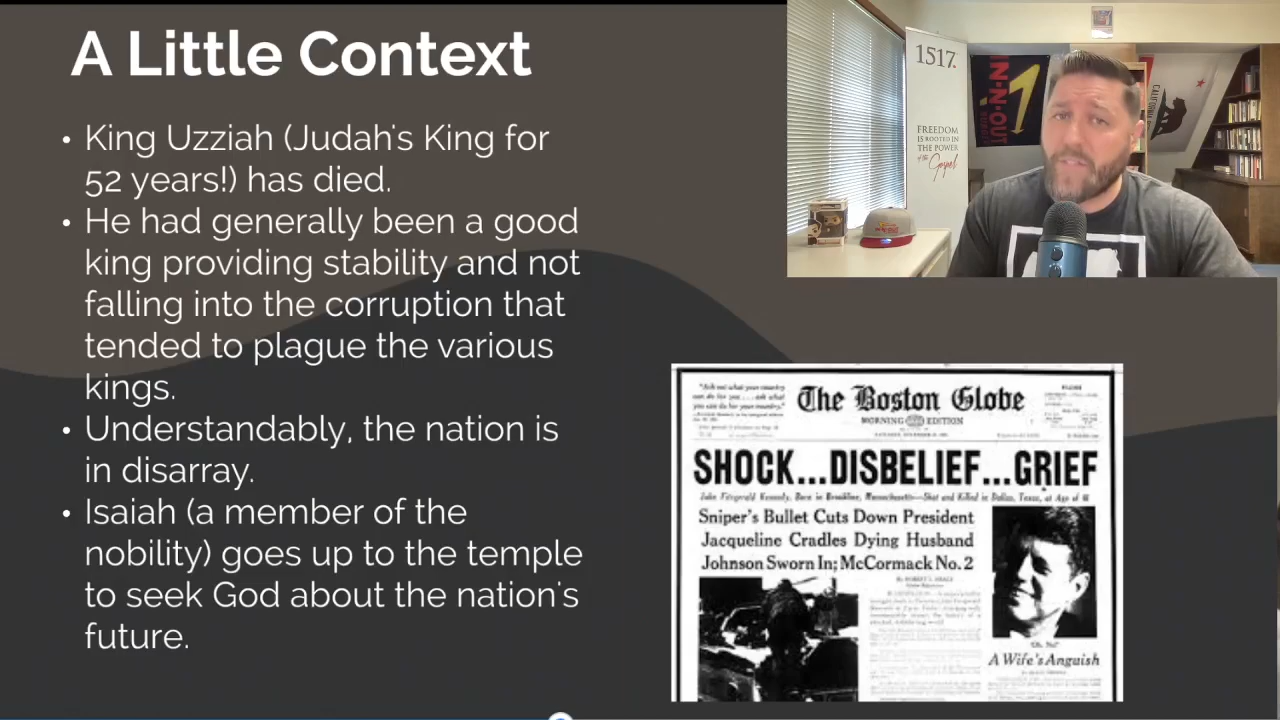 A Little Context
• King Uzziah (Judah's King for
52 years!) has died.
• He had generally been a good
king providing stability and not
falling into the corruption that
tended to plague the various
kings.
• Understandably, the nation is
in disarray.
• Isaiah (a member of the
nobility) goes up to the temple
to seek God about the nation's
future.
1517.
FREEDOM
IS ROOTED IN
THE POWER
of the
Gospel
IN-N-OUT
CALIFORNIA
The Boston Globe
MORNING EDITION
SHOCK...DISBELIEF...GRIEF
John Fitzgerald Kennedy, Born in Brookline, Massachusetts—Shot and Killed in Dallas, Texas, at Age of 46
Sniper's Bullet Cuts Down President
Jacqueline Cradles Dying Husband
Johnson Sworn In; McCormack No. 2
'Oh, No!'
A Wife's Anguish